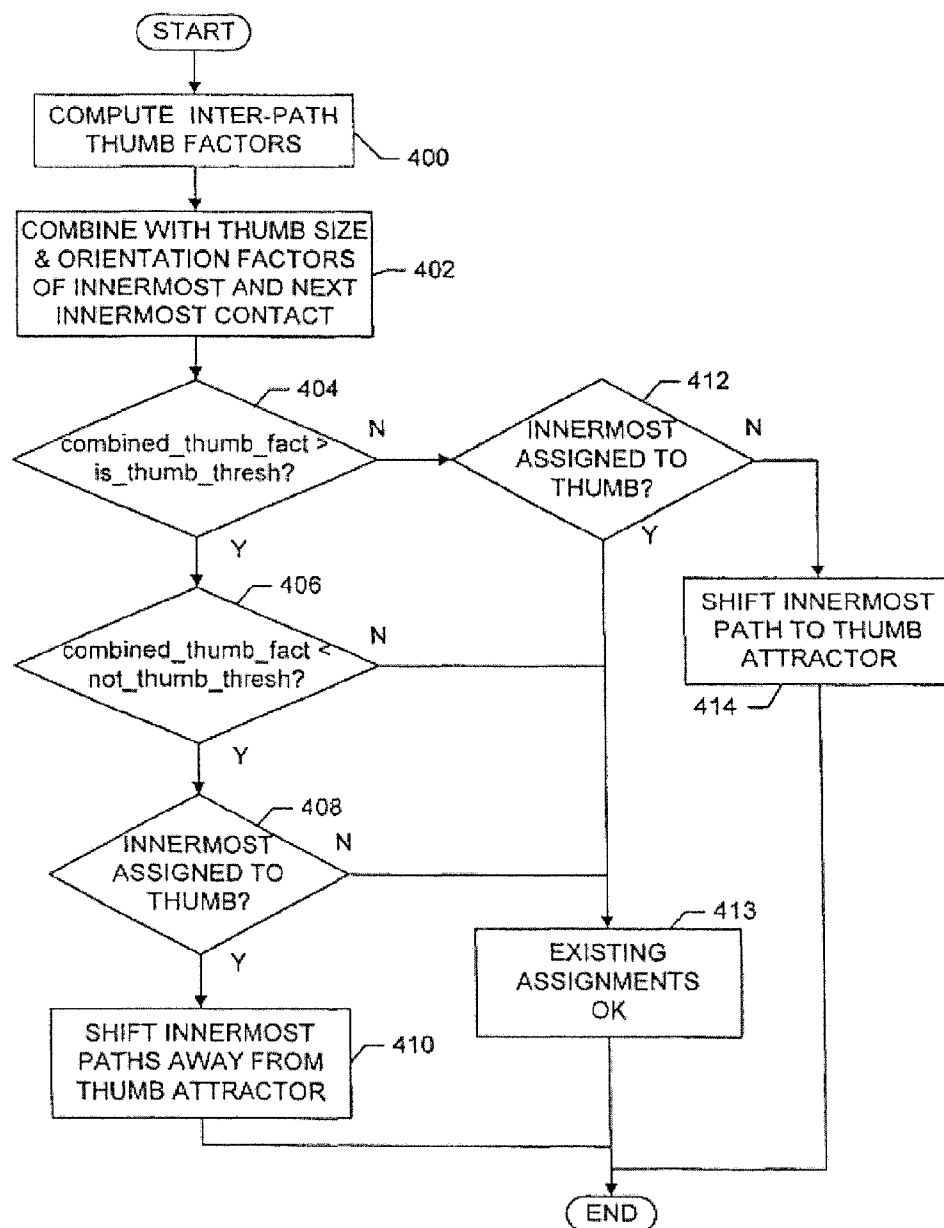 START
COMPUTE INTER-PATH
THUMB FACTORS
400
COMBINE WITH THUMB SIZE
& ORIENTATION FACTORS
OF INNERMOST AND NEXT
INNERMOST CONTACT
402
404
combined_thumb_fact >
is_thumb_thresh?
N
Y
412
INNERMOST
ASSIGNED TO
THUMB?
N
Y
406
combined_thumb_fact <
not_thumb_thresh?
N
Y
SHIFT INNERMOST
PATH TO THUMB
ATTRACTOR
414
408
INNERMOST
ASSIGNED TO
THUMB?
N
Y
413
EXISTING
ASSIGNMENTS
OK
SHIFT INNERMOST
PATHS AWAY FROM
THUMB ATTRACTOR
410
END